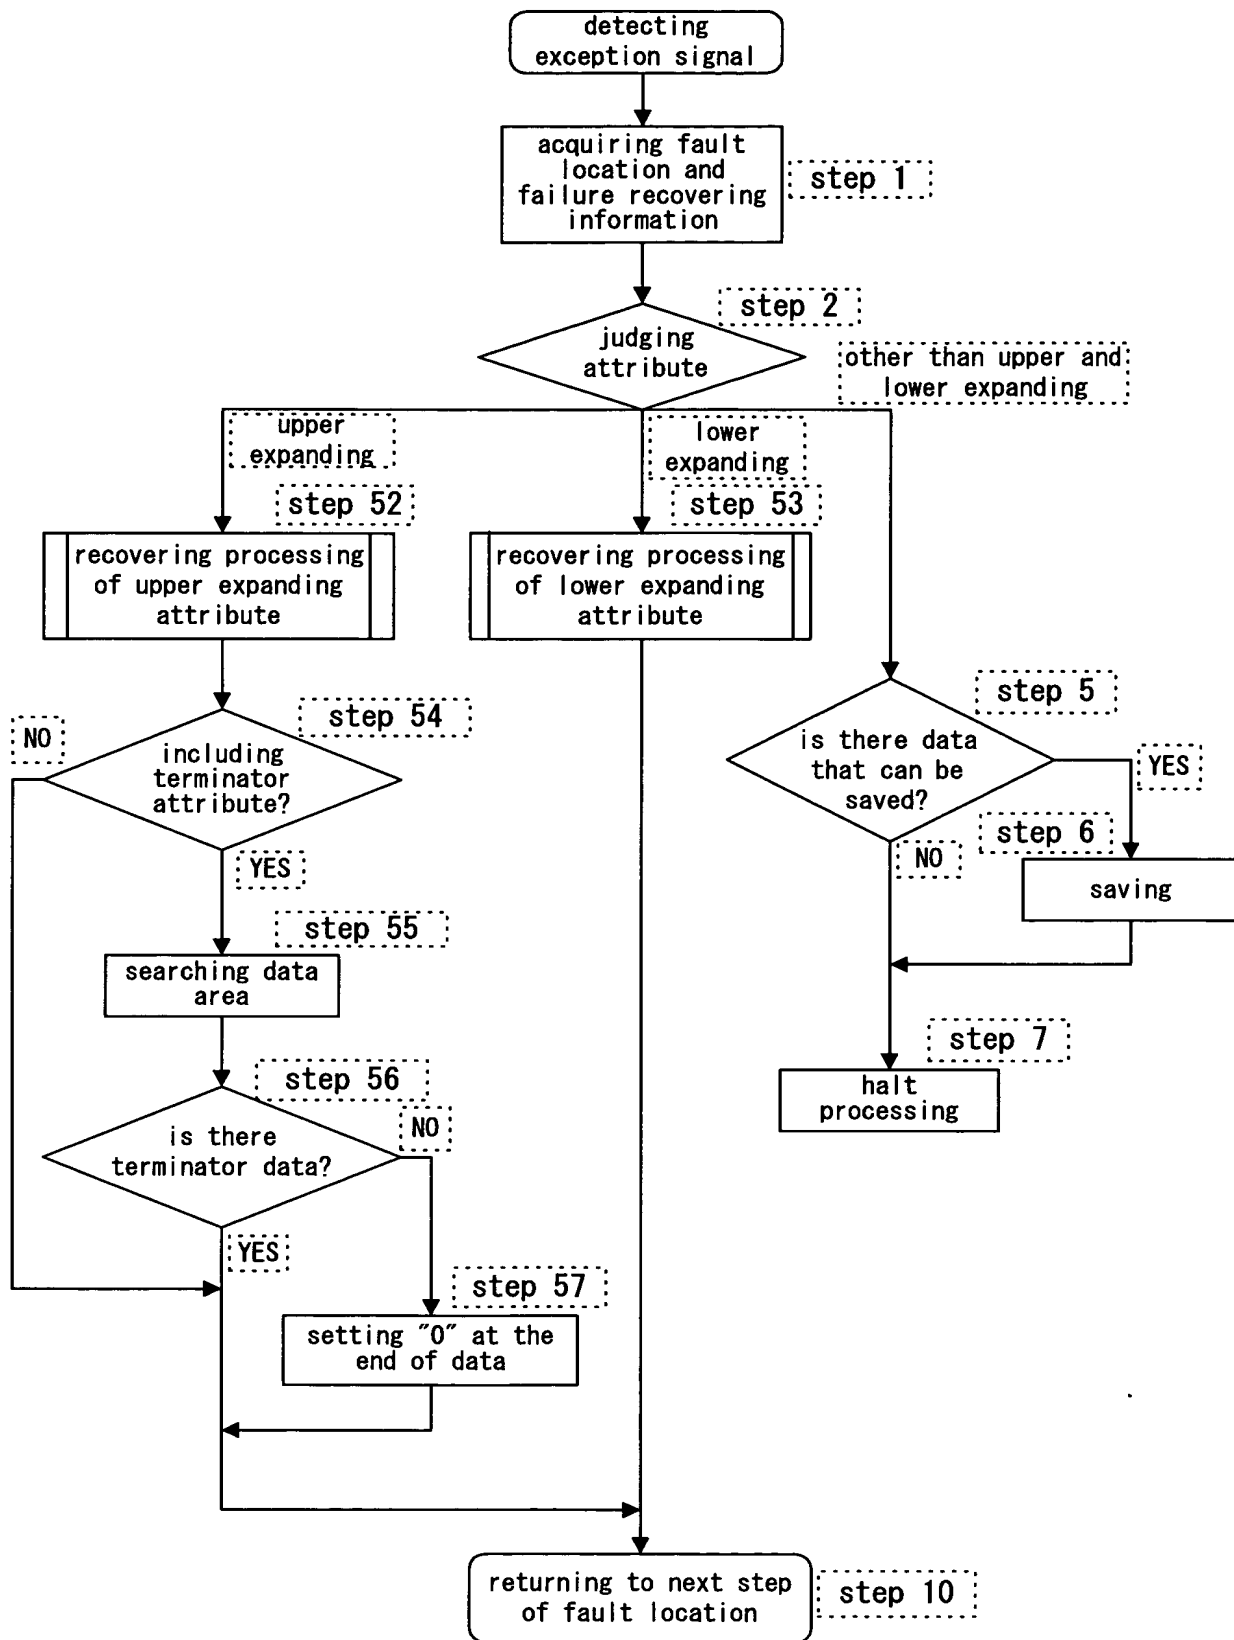 detecting
exception signal
acquiring fault
location and
failure recovering
information
step 1
step 2
judging
attribute
other than upper and
lower expanding
upper
expanding
lower
expanding
step 52
step 53
recovering processing
of upper expanding
attribute
recovering processing
of lower expanding
attribute
step 5
is there data
that can be
saved?
YES
NO
step 6
saving
step 7
halt
processing
step 54
NO
including
terminator
attribute?
YES
step 55
searching data
area
step 56
is there
terminator data?
NO
YES
step 57
setting ″0″ at the
end of data
returning to next step
of fault location
step 10